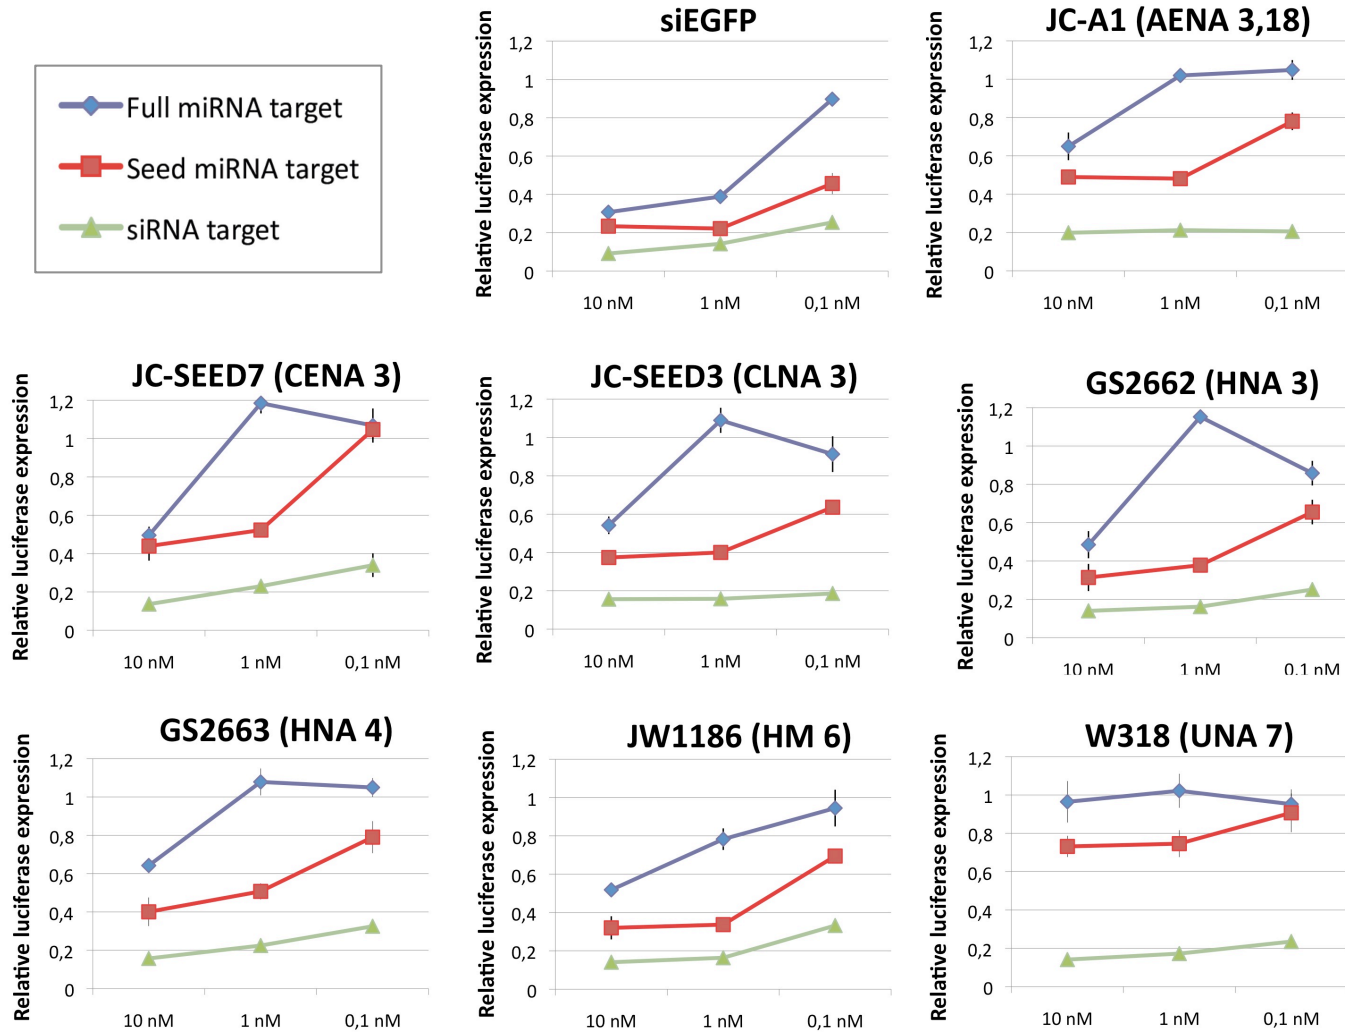 siEGFP
JC-A1 (AENA 3,18)
Full miRNA target
Seed miRNA target
siRNA target
Relative luciferase expression
1,2
1
0,8
0,6
0,4
0,2
0
10 nM 1 nM 0,1 nM
Relative luciferase expression
1,2
1
0,8
0,6
0,4
0,2
0
10 nM 1 nM 0,1 nM
JC-SEED7 (CENA 3)
JC-SEED3 (CLNA 3)
GS2662 (HNA 3)
Relative luciferase expression
1,2
1
0,8
0,6
0,4
0,2
0
10 nM 1 nM 0,1 nM
Relative luciferase expression
1,2
1
0,8
0,6
0,4
0,2
0
10 nM 1 nM 0,1 nM
Relative luciferase expression
1,2
1
0,8
0,6
0,4
0,2
0
10 nM 1 nM 0,1 nM
GS2663 (HNA 4)
JW1186 (HM 6)
W318 (UNA 7)
Relative luciferase expression
1,2
1
0,8
0,6
0,4
0,2
0
10 nM 1 nM 0,1 nM
Relative luciferase expression
1,2
1
0,8
0,6
0,4
0,2
0
10 nM 1 nM 0,1 nM
Relative luciferase expression
1,2
1
0,8
0,6
0,4
0,2
0
10 nM 1 nM 0,1 nM